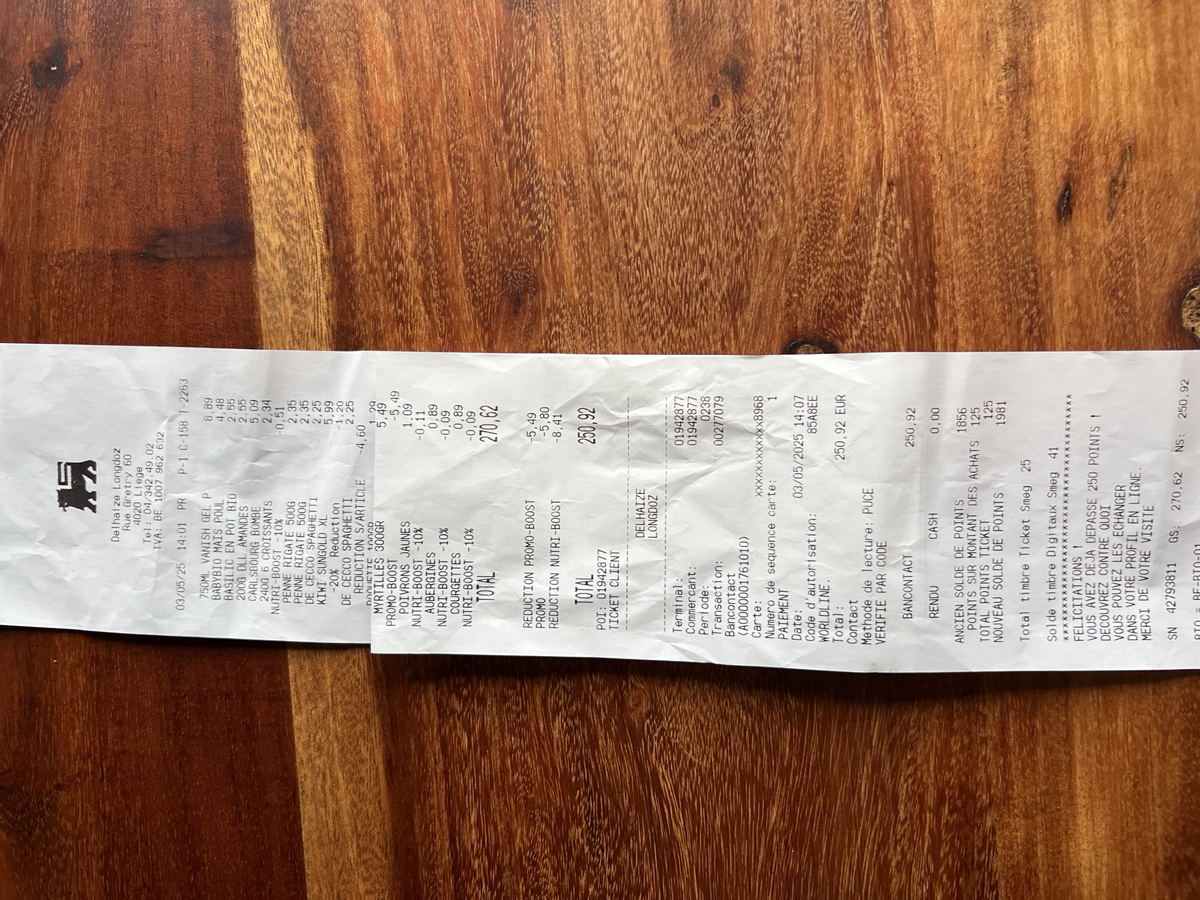 Delhaize Longdoz
Rue Gretry 60
4020 Liege
Tel: 04/342.49.02
TVA: BE 1007 962 632
03/05/25 14:01 PR P-1 C-168 T-2263
750ML VANISH GEL P 8,89
BABYBIO MAIS POUL 4,48
BASILIC EN POT BIO 2,55
200G DLL AMANDES 2,55
CARLSBOURG BOMBE 2,09
240G 6 CROISSANTS 2,34
NUTRI-BOOST -10% -0,51
PENNE RIGATE 500G 2,35
PENNE RIGATE 500G 2,35
DE CECCO SPAGHETTI 2,25
KIWI SUNGOLD XL 5,99
-20% Reduction -1,20
DE CECCO SPAGHETTI 2,25
REDUCTION S/ARTICLE -4,60
MYRTILLES 300GR 5,49
PROMO-BOOST -5,49
POIVRONS JAUNES 1,09
NUTRI-BOOST -10% -0,11
AUBERGINES 0,89
NUTRI-BOOST -10% -0,09
COURGETTES 0,89
NUTRI-BOOST -10% -0,09
TOTAL 270,62
REDUCTION PROMO-BOOST -5,49
PROMO -5,80
REDUCTION NUTRI-BOOST -8,41
TOTAL 250,92
POI: 01942877
TICKET CLIENT
DELHAIZE
LONGDOZ
Terminal: 01942877
Commercant: 01942877
Periode: 0238
Transaction: 00277079
Bancontact
(A0000001761010)
Carte: xxxxxxxxxxxxx8968
Numero de sequence carte: 1
PAIEMENT
Date: 03/05/2025 14:07
Code d'autorisation: 85A8EE
WORLDLINE.
Total: 250,92 EUR
Contact
Methode de lecture: PUCE
VERIFIE PAR CODE
BANCONTACT 250,92
RENDU CASH 0,00
ANCIEN SOLDE DE POINTS 1856
POINTS SUR MONTANT DES ACHATS 125
TOTAL POINTS TICKET 125
NOUVEAU SOLDE DE POINTS 1981
Total timbre Ticket Smeg 25
Solde timbre Digitaux Smeg 41
FELICITATIONS !
VOUS AVEZ DEJA DEPASSE 250 POINTS !
DECOUVREZ CONTRE QUOI
VOUS POUVEZ LES ECHANGER
DANS VOTRE PROFIL EN LIGNE.
MERCI DE VOTRE VISITE
SN 42793811 GS: 270,62 NS: 250,92